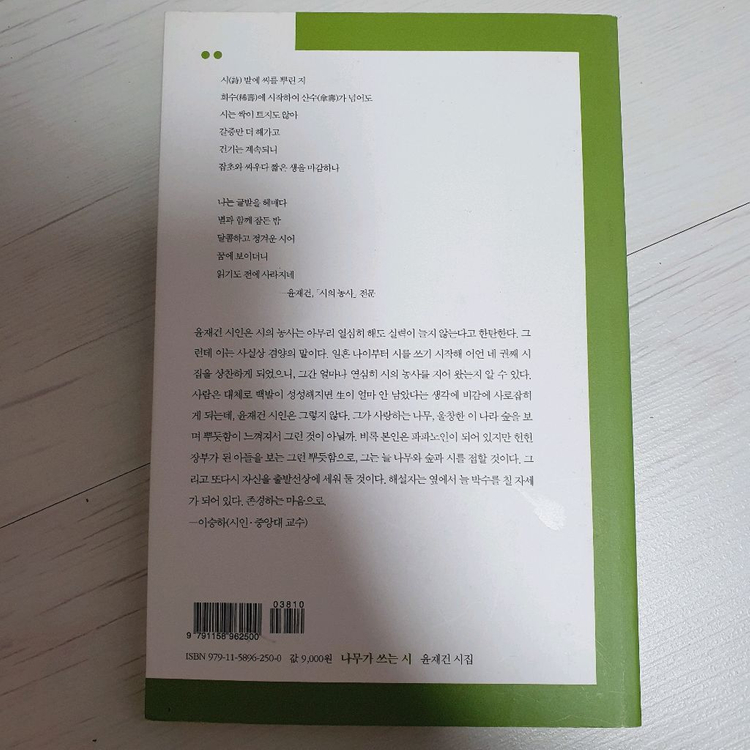 시(詩) 밭에 씨를 뿌린 지
희수(稀壽)에 시작하여 산수(傘壽)가 넘어도
시는 싹이 트지도 않아
갈증만 더 해가고
긴기는 계속되니
잡초와 싸우다 짧은 생을 마감하나
나는 글밭을 헤매다
별과 함께 잠든 밤
달콤하고 정겨운 시어
꿈에 보이더니
읽기도 전에 사라지네
―윤재건, 「시의 농사」 전문
윤재건 시인은 시의 농사는 아무리 열심히 해도 실력이 늘지 않는다고 한탄한다. 그
런데 이는 사실상 겸양의 말이다. 일흔 나이부터 시를 쓰기 시작해 어언 네 권째 시
집을 상찬하게 되었으니, 그간 얼마나 열심히 시의 농사를 지어 왔는지 알 수 있다.
사람은 대체로 백발이 성성해지면 生이 얼마 안 남았다는 생각에 비감에 사로잡히
게 되는데, 윤재건 시인은 그렇지 않다. 그가 사랑하는 나무, 울창한 이 나라 숲을 보
며 뿌듯함이 느껴져서 그런 것이 아닐까. 비록 본인은 파파노인이 되어 있지만 헌헌
장부가 된 아들을 보는 그런 뿌듯함으로, 그는 늘 나무와 숲과 시를 접할 것이다. 그
리고 또다시 자신을 출발선상에 세워 둘 것이다. 해설자는 옆에서 늘 박수를 칠 자세
가 되어 있다. 존경하는 마음으로.
―이승하(시인·중앙대 교수)
03810
9 791158 962500
ISBN 979-11-5896-250-0 값 9,000원 나무가 쓰는 시 윤재건 시집